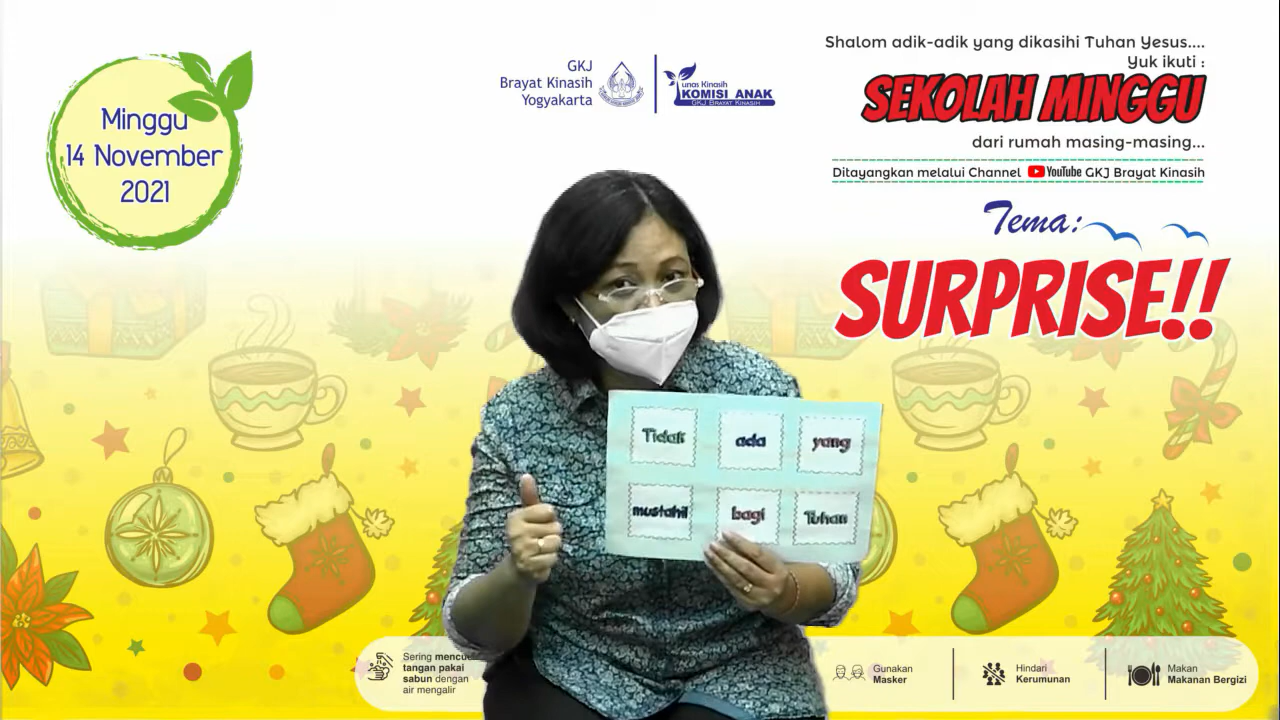 Minggu
14 November
2021
GKJ
Brayat Kinasih
Yogyakarta
Tunas Kinasih
KOMISI ANAK
GKJ BRAYAT KINASIH
Shalom adik-adik yang dikasihi Tuhan Yesus....
Yuk ikuti :
SEKOLAH MINGGU
dari rumah masing-masing...
Ditayangkan melalui Channel YouTube GKJ Brayat Kinasih
Tema:
SURPRISE!!
Tidak ada yang
mustahil bagi Tuhan
Sering
tangan pakai
sabun dengan
air mengalir
Gunakan
Masker
Hindari
Kerumunan
Makan
Makanan Bergizi